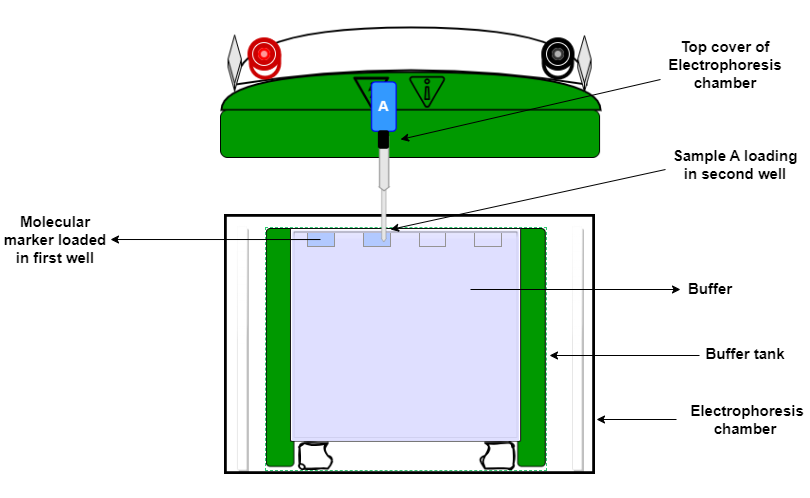 Top cover of
Electrophoresis
chamber
A
Sample A loading
in second well
Molecular
marker loaded
in first well
Buffer
Buffer tank
Electrophoresis
chamber